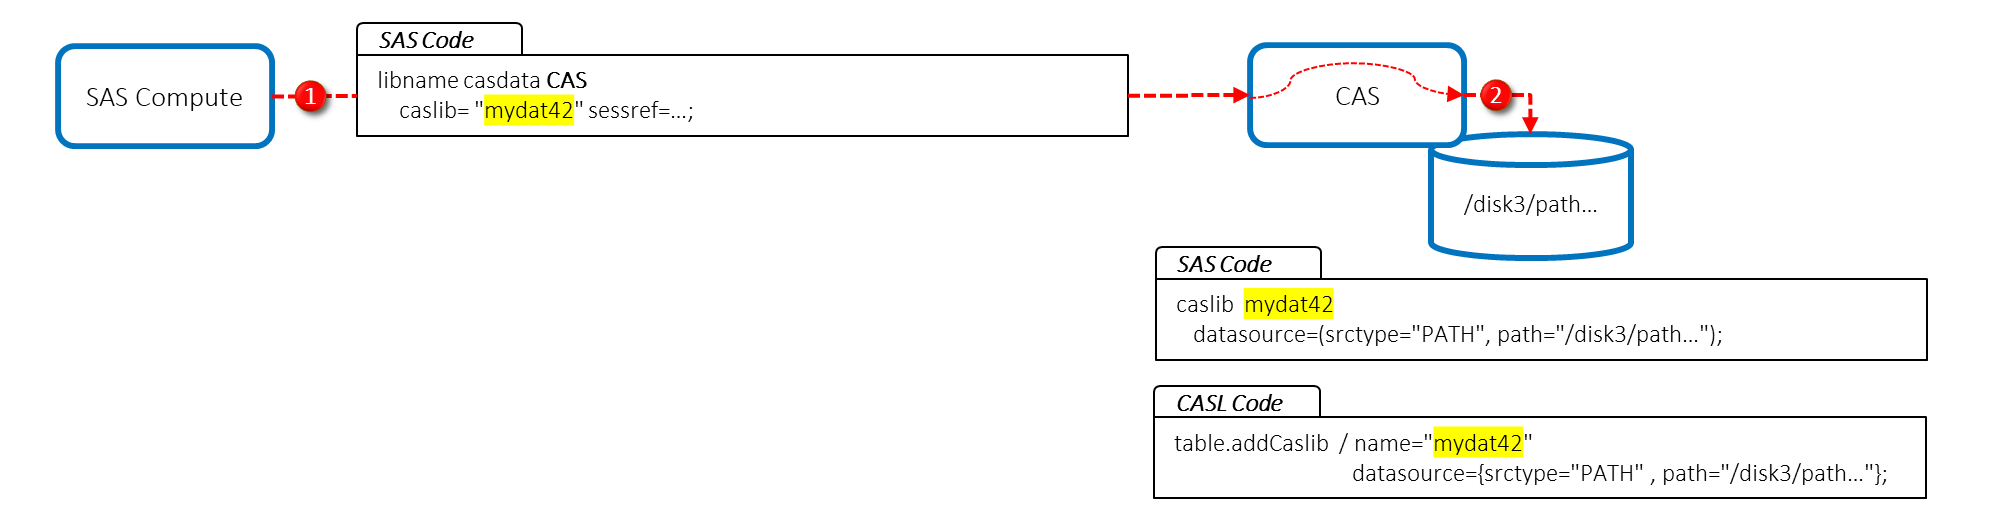 SAS Compute
1
SAS Code
libname casdata CAS
caslib= "mydat42" sessref=...;
CAS
2
/disk3/path...
SAS Code
caslib mydat42
datasource=(srctype="PATH", path="/disk3/path...");
CASL Code
table.addCaslib / name="mydat42"
datasource={srctype="PATH" , path="/disk3/path..."};